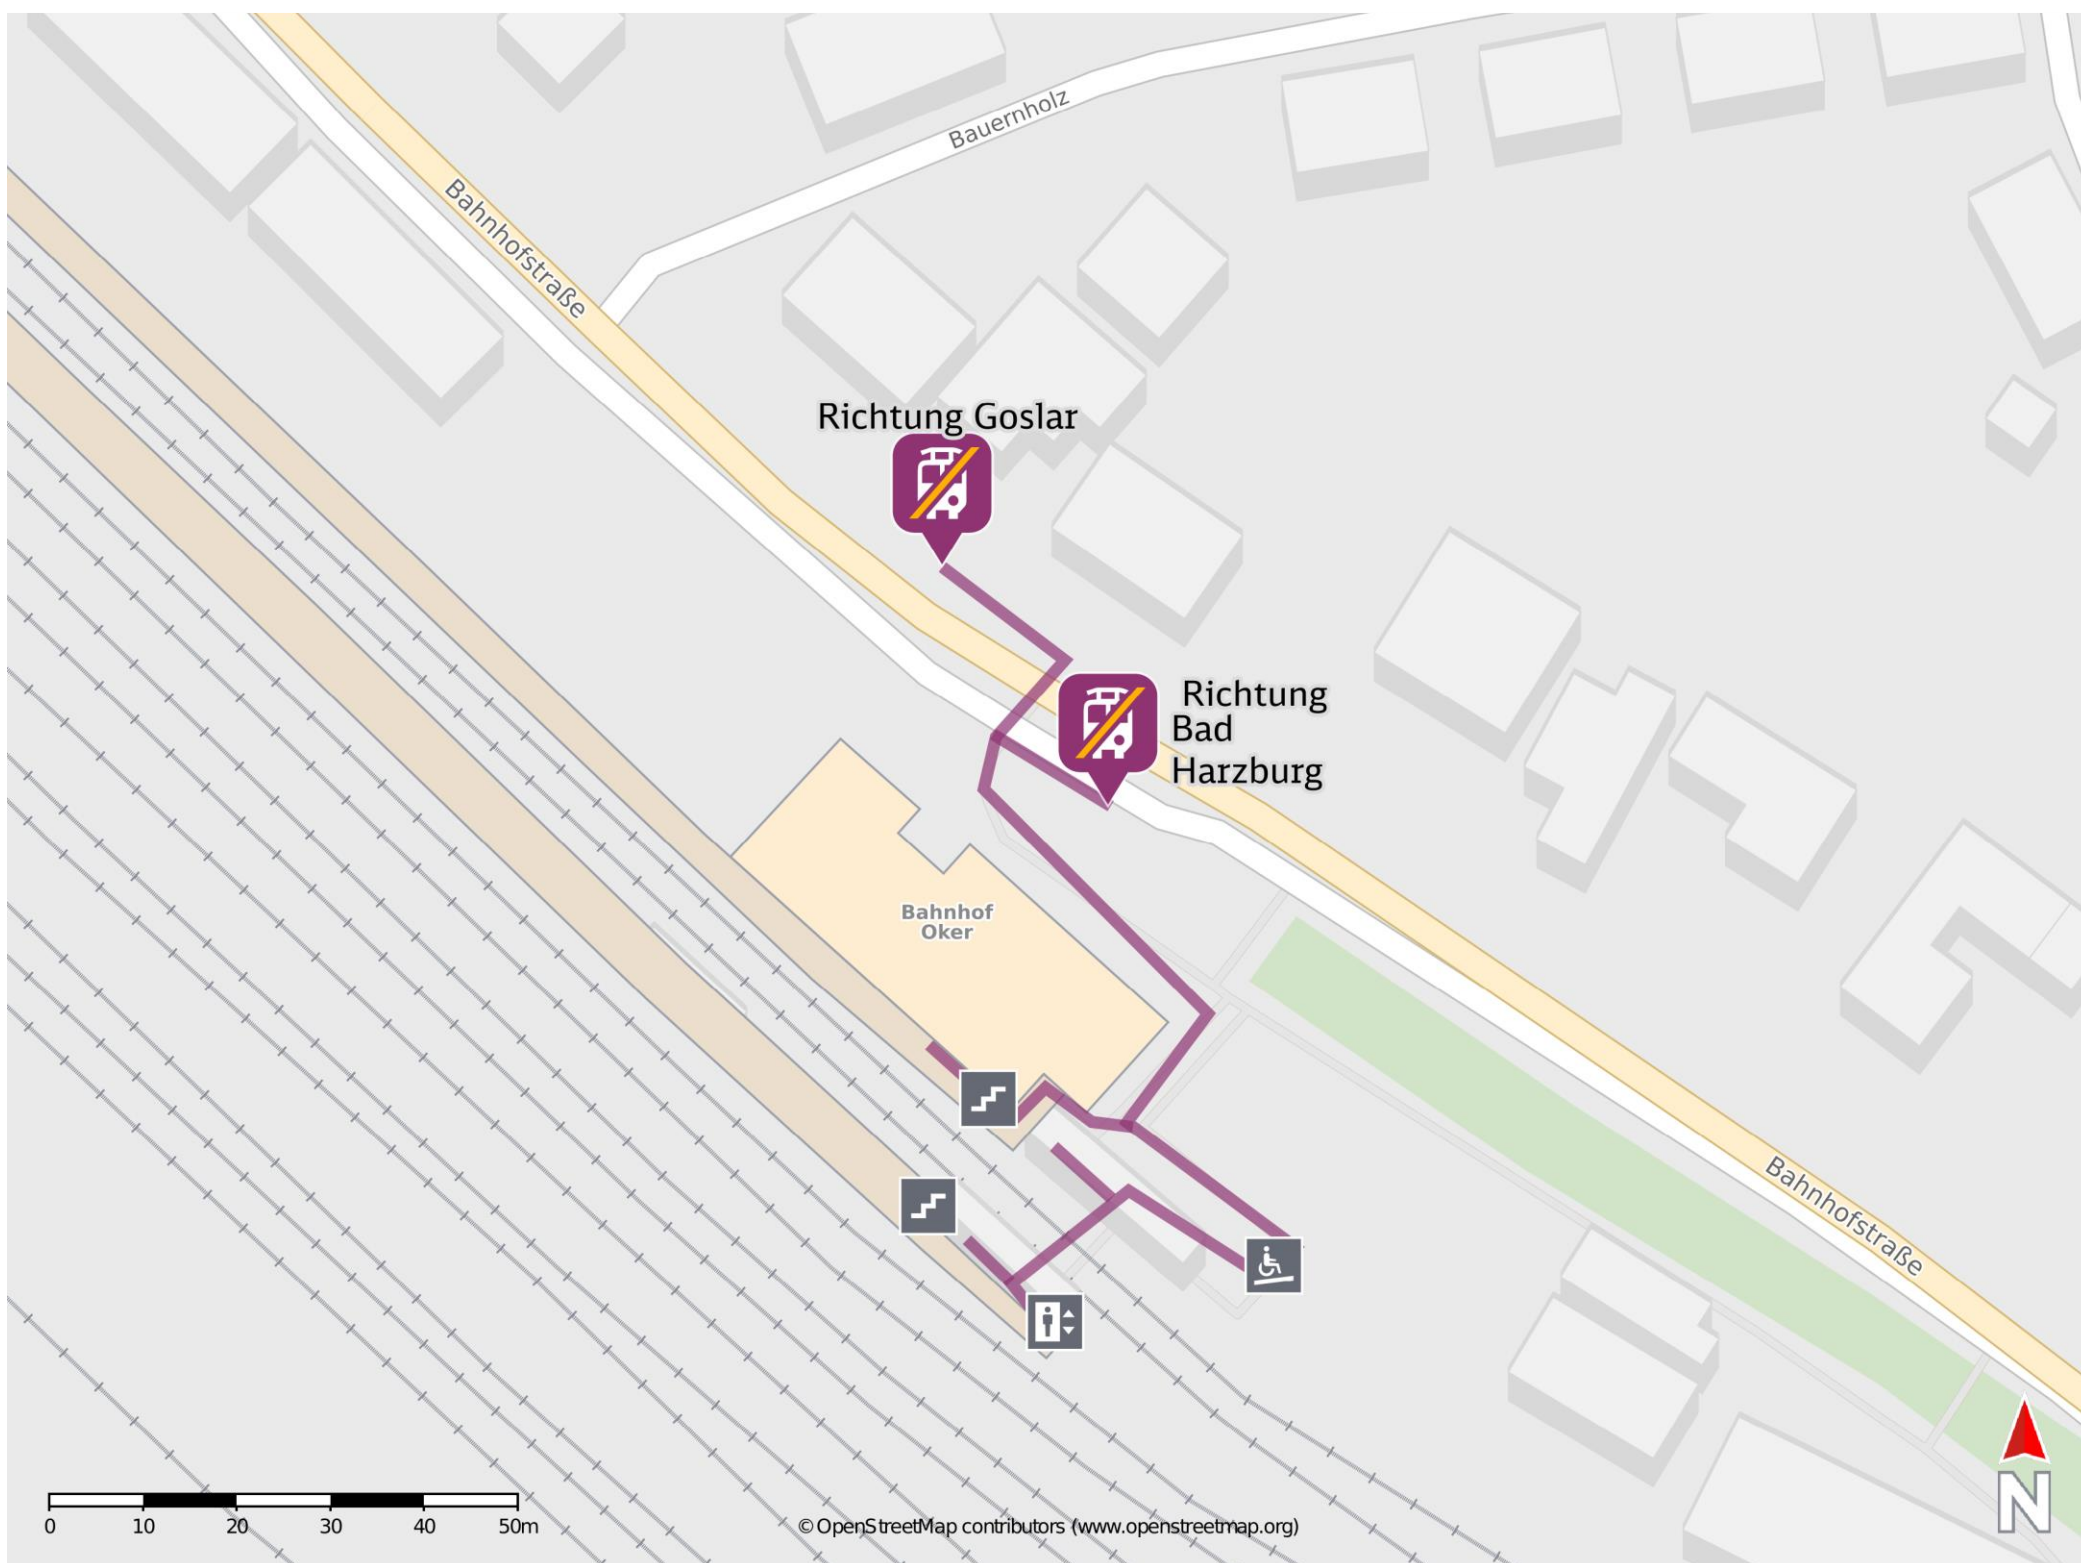 Bauernholz
Bahnhofstraße
Richtung Goslar
Richtung
Bad
Harzburg
Bahnhof
Oker
Bahnhofstraße
N
0 10 20 30 40 50m
© OpenStreetMap contributors (www.openstreetmap.org)